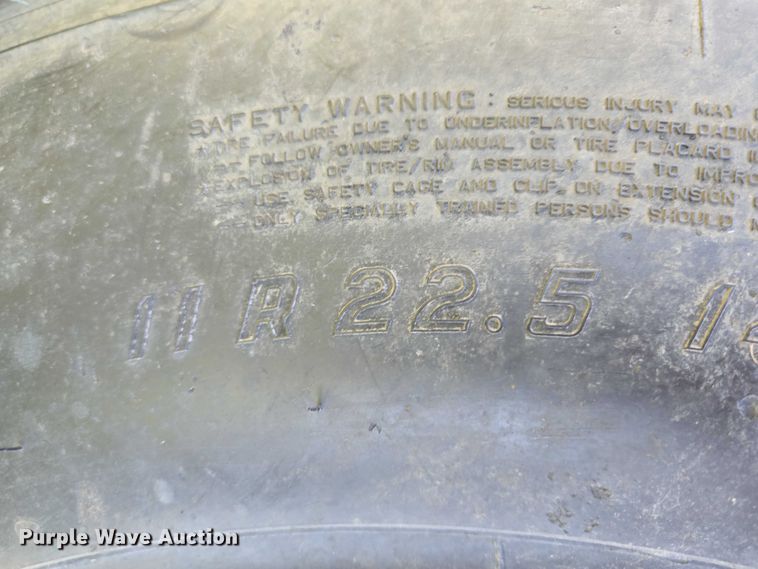 SAFETY WARNING: SERIOUS INJURY MAY
TIRE FAILURE DUE TO UNDERINFLATION/OVERLOADING
FOLLOW OWNER'S MANUAL OR TIRE PLACARD
EXPLOSION OF TIRE/RIM ASSEMBLY DUE TO
USE SAFETY CAGE AND CLIP ON EXTENSION
ONLY SPECIALLY TRAINED PERSONS SHOULD
11R22.5 14
Purple Wave Auction